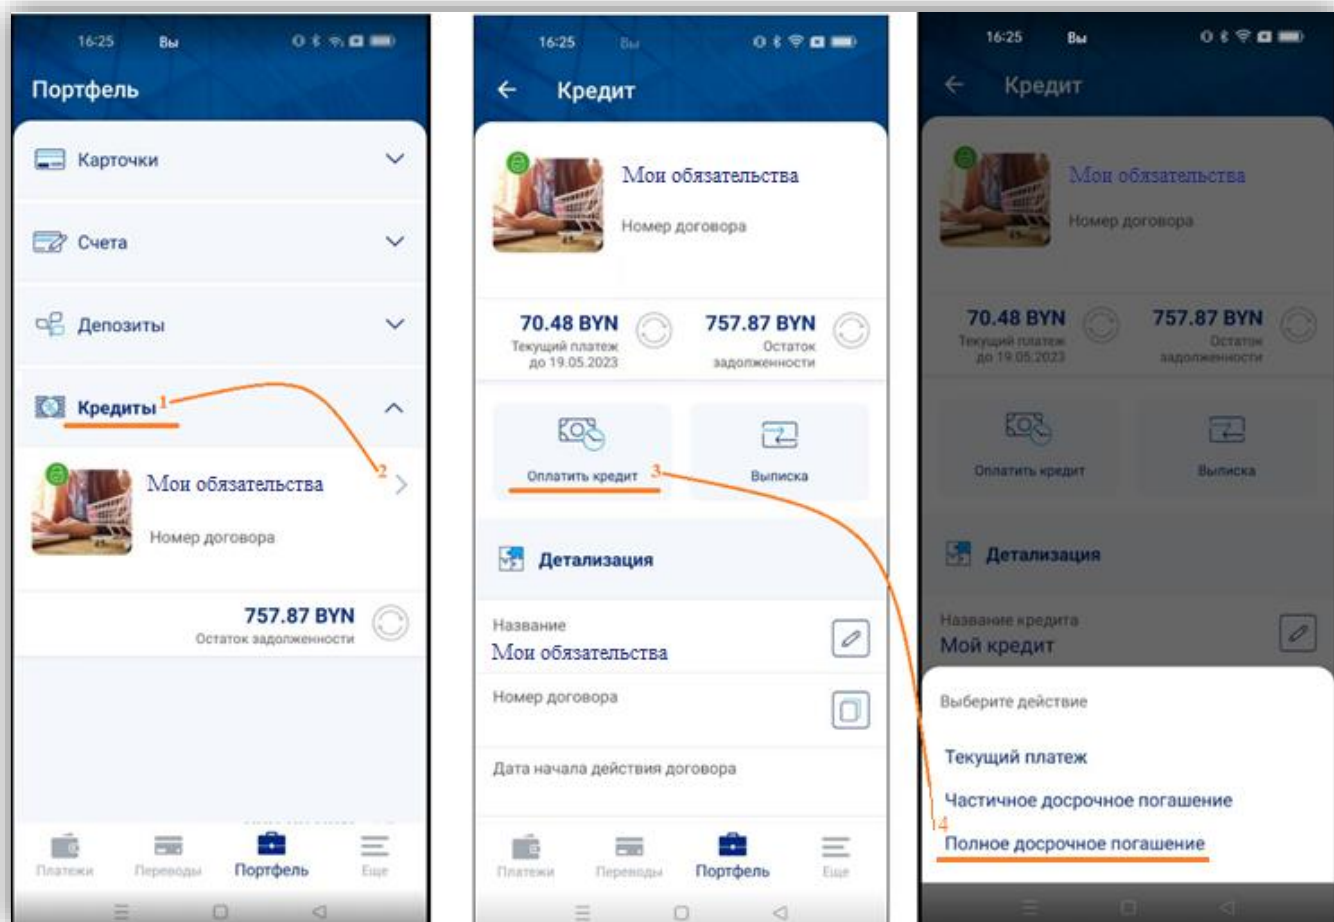 16:25 Вы
Портфель
Карточки
Счета
Депозиты
Кредиты 1
2
Мои обязательства
Номер договора
757.87 BYN
Остаток задолженности
Платежи Переводы Портфель Еще
16:25 Вы
Кредит
Мои обязательства
Номер договора
70.48 BYN
Текущий платеж
до 19.05.2023
757.87 BYN
Остаток
задолженности
Оплатить кредит 3
Выписка
Детализация
Название
Мои обязательства
Номер договора
Дата начала действия договора
Платежи Переводы Портфель Еще
16:25 Вы
Кредит
Мои обязательства
Номер договора
70.48 BYN
Текущий платеж
до 19.05.2023
757.87 BYN
Остаток
задолженности
Оплатить кредит
Выписка
Детализация
Название кредита
Мой кредит
Выберите действие
Текущий платеж
Частичное досрочное погашение
4
Полное досрочное погашение